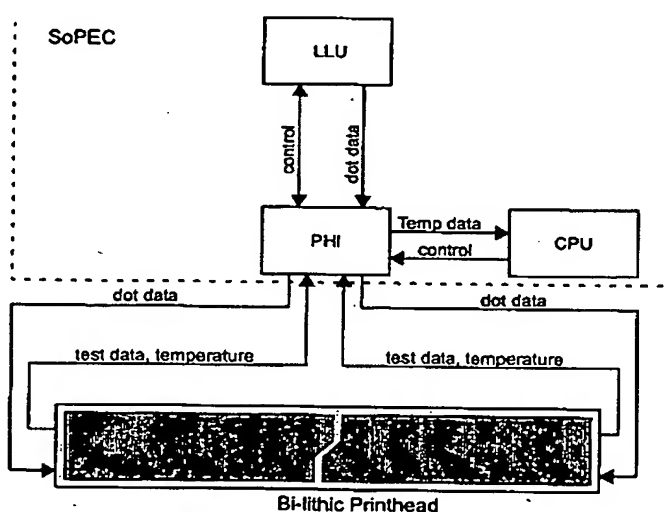 SoPEC
LLU
control
dot data
PHI
Temp data
control
CPU
dot data
dot data
test data, temperature
test data, temperature
Bi-lithic Printhead